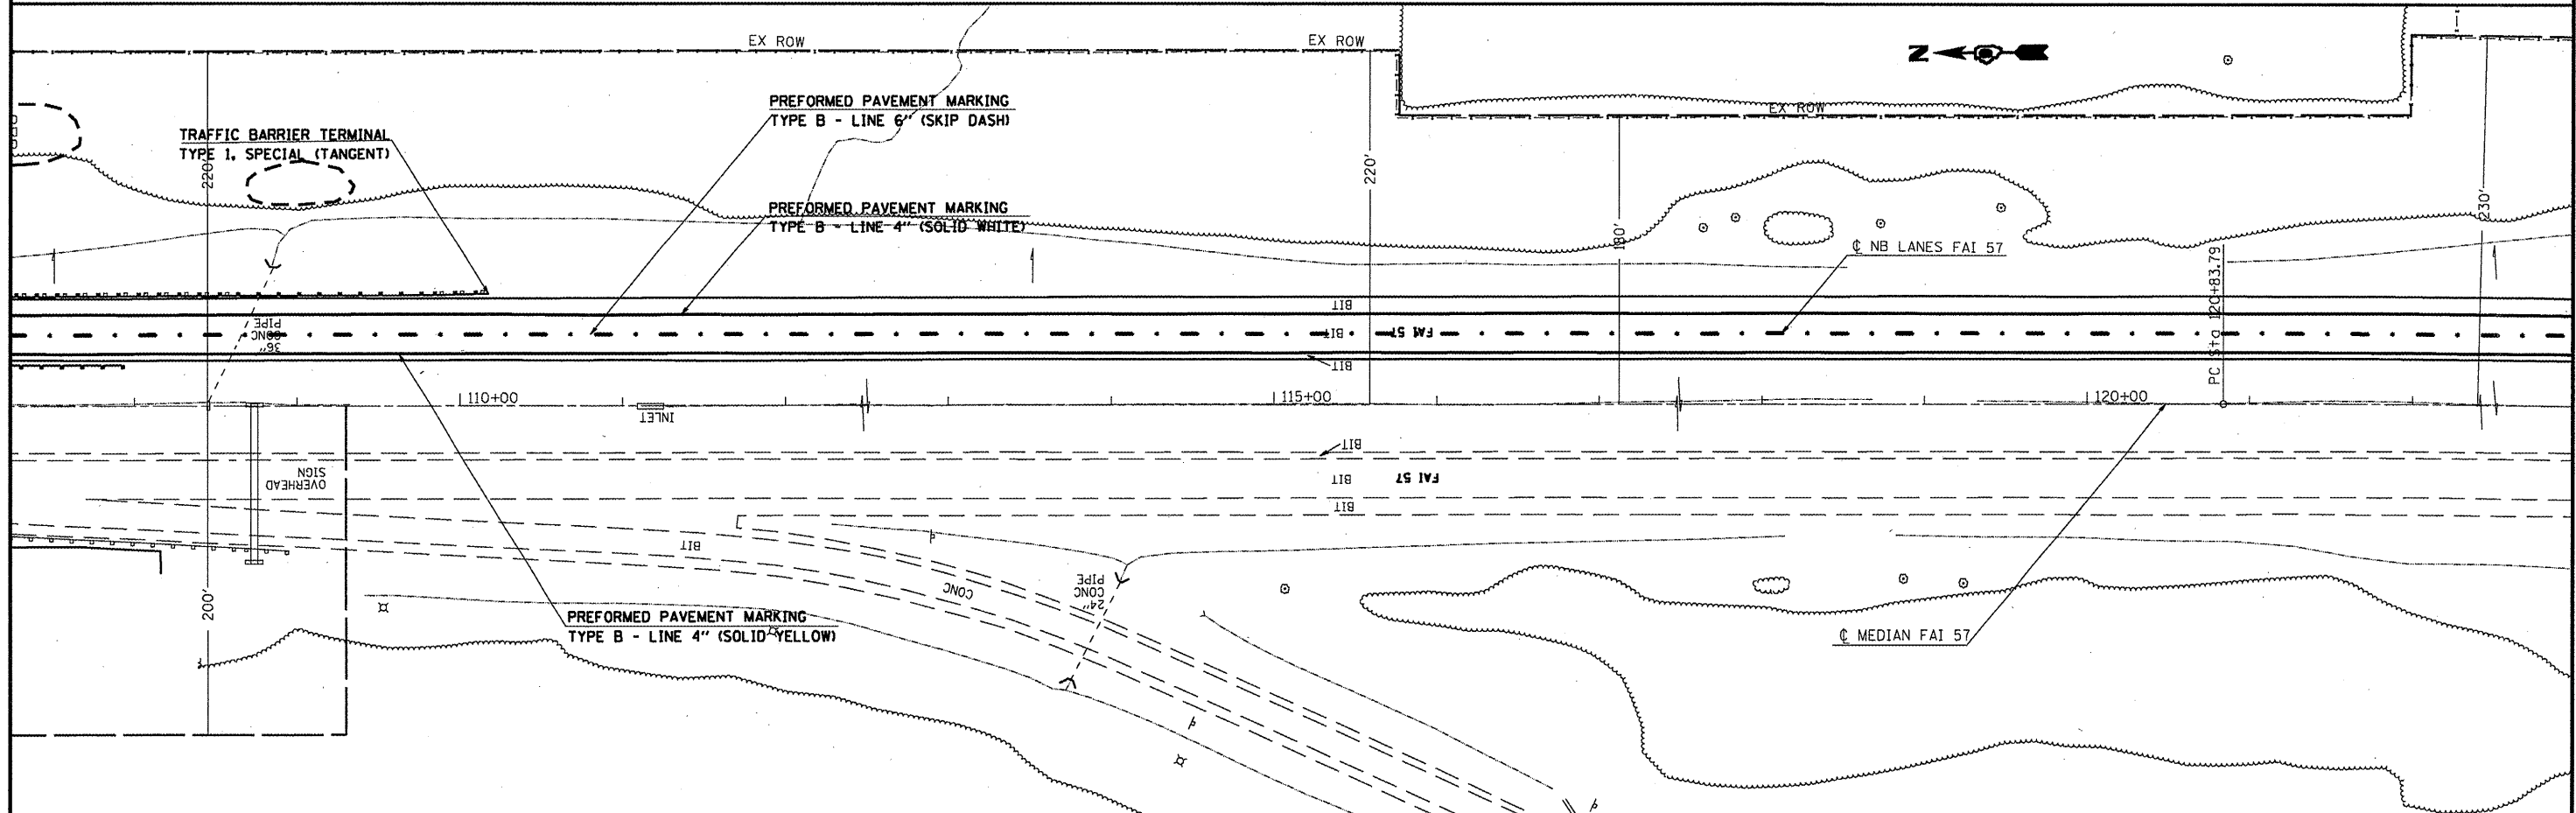 EX ROW
EX ROW
N
PREFORMED PAVEMENT MARKING
TYPE B - LINE 6" (SKIP DASH)
EX ROW
TRAFFIC BARRIER TERMINAL
TYPE 1, SPECIAL (TANGENT)
220'
220'
180'
230'
PREFORMED PAVEMENT MARKING
TYPE B - LINE 4" (SOLID WHITE)
℄ NB LANES FAI 57
PC Sta 120+83.79
BIT
36"
CONC
PIPE
BIT
FAI 57
BIT
110+00
INLET
115+00
120+00
BIT
OVERHEAD
SIGN
BIT
FAI 57
BIT
BIT
CONC
24"
CONC
PIPE
200'
PREFORMED PAVEMENT MARKING
TYPE B - LINE 4" (SOLID YELLOW)
℄ MEDIAN FAI 57